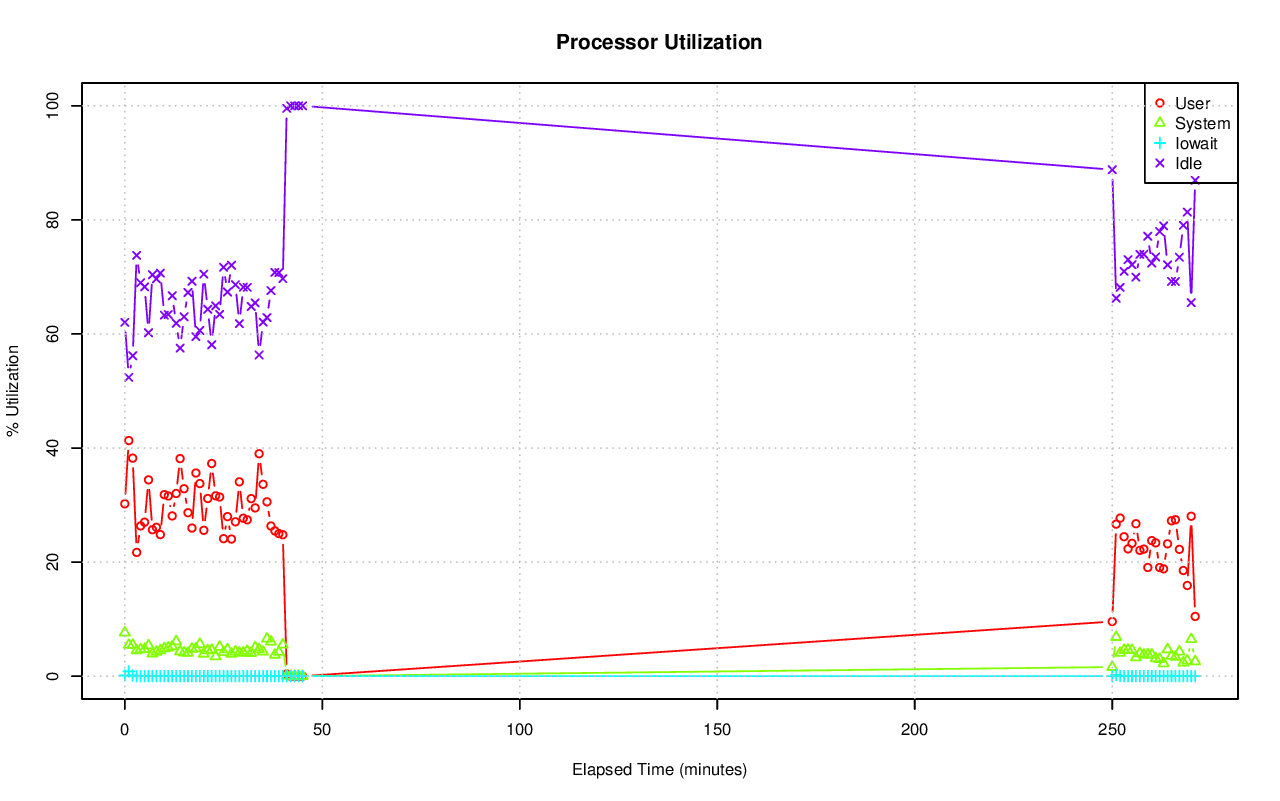 Processor Utilization
User
System
Iowait
Idle
% Utilization
100
80
60
40
20
0
0 50 100 150 200 250
Elapsed Time (minutes)